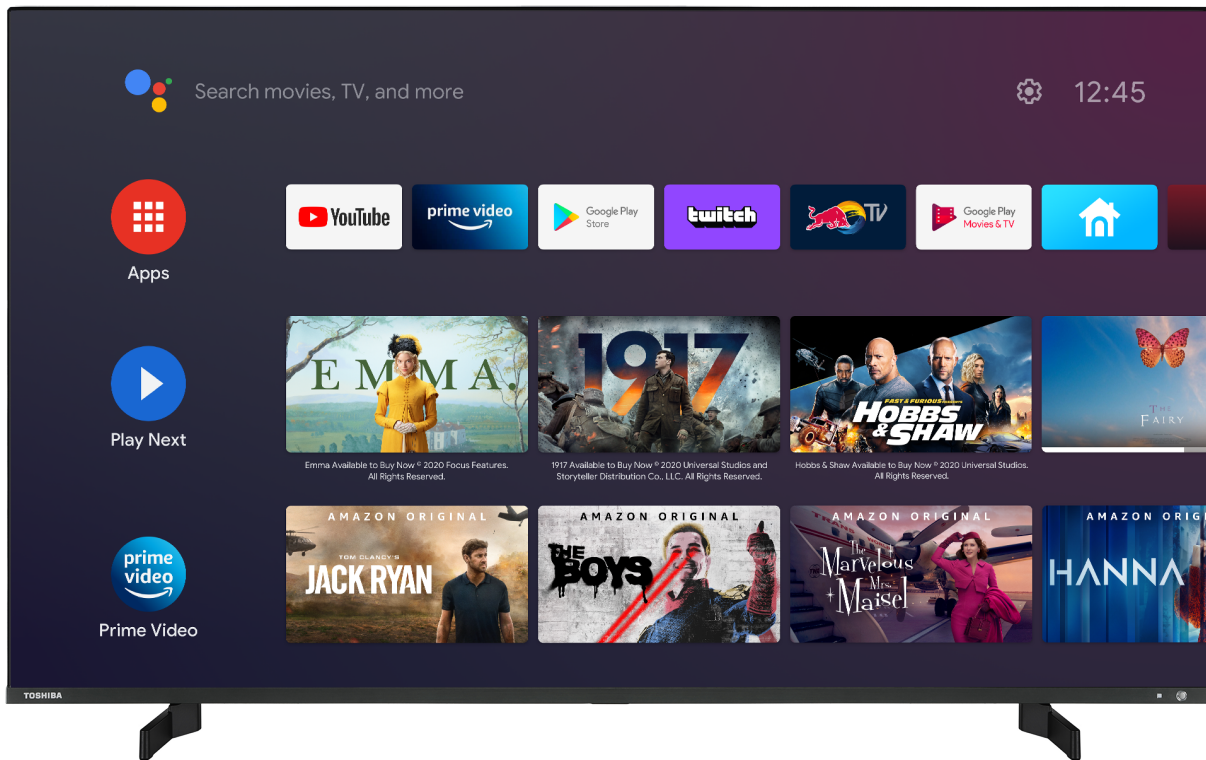 Search movies, TV, and more
12:45
YouTube
prime video
Google Play
Store
twitch
TV
Google Play
Movies & TV
Apps
EMMA.
1917
FAST & FURIOUS PRESENTS
HOBBS
& SHAW
THE
FAIRY
Play Next
Emma Available to Buy Now © 2020 Focus Features.
All Rights Reserved.
1917 Available to Buy Now © 2020 Universal Studios and
Storyteller Distribution Co., LLC. All Rights Reserved.
Hobbs & Shaw Available to Buy Now © 2020 Universal Studios.
All Rights Reserved.
AMAZON ORIGINAL
TOM CLANCY'S
JACK RYAN
AMAZON ORIGINAL
THE
BOYS
AMAZON ORIGINAL
The
Marvelous
Mrs.
Maisel
AMAZON ORIGI
HANNA
prime
video
Prime Video
TOSHIBA